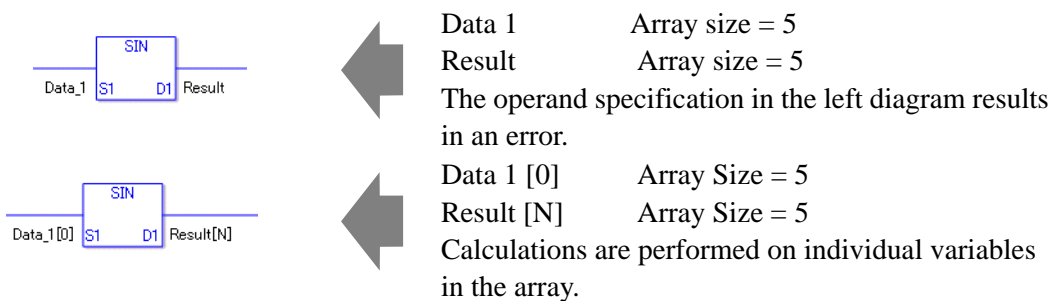 SIN
Data_1 S1 D1 Result
Data 1 Array size = 5
Result Array size = 5
The operand specification in the left diagram results
in an error.
SIN
Data_1[0] S1 D1 Result[N]
Data 1 [0] Array Size = 5
Result [N] Array Size = 5
Calculations are performed on individual variables
in the array.